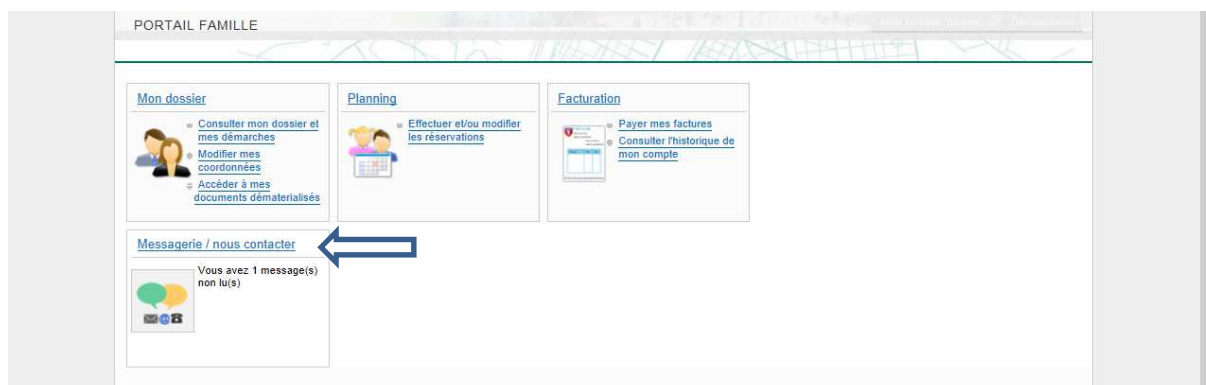 PORTAIL FAMILLE
Mon dossier
Consulter mon dossier et
mes démarches
Modifier mes
coordonnées
Accéder à mes
documents dématerialisés
Planning
Effectuer et/ou modifier
les réservations
Facturation
Payer mes factures
Consulter l'historique de
mon compte
Messagerie / nous contacter
Vous avez 1 message(s)
non lu(s)